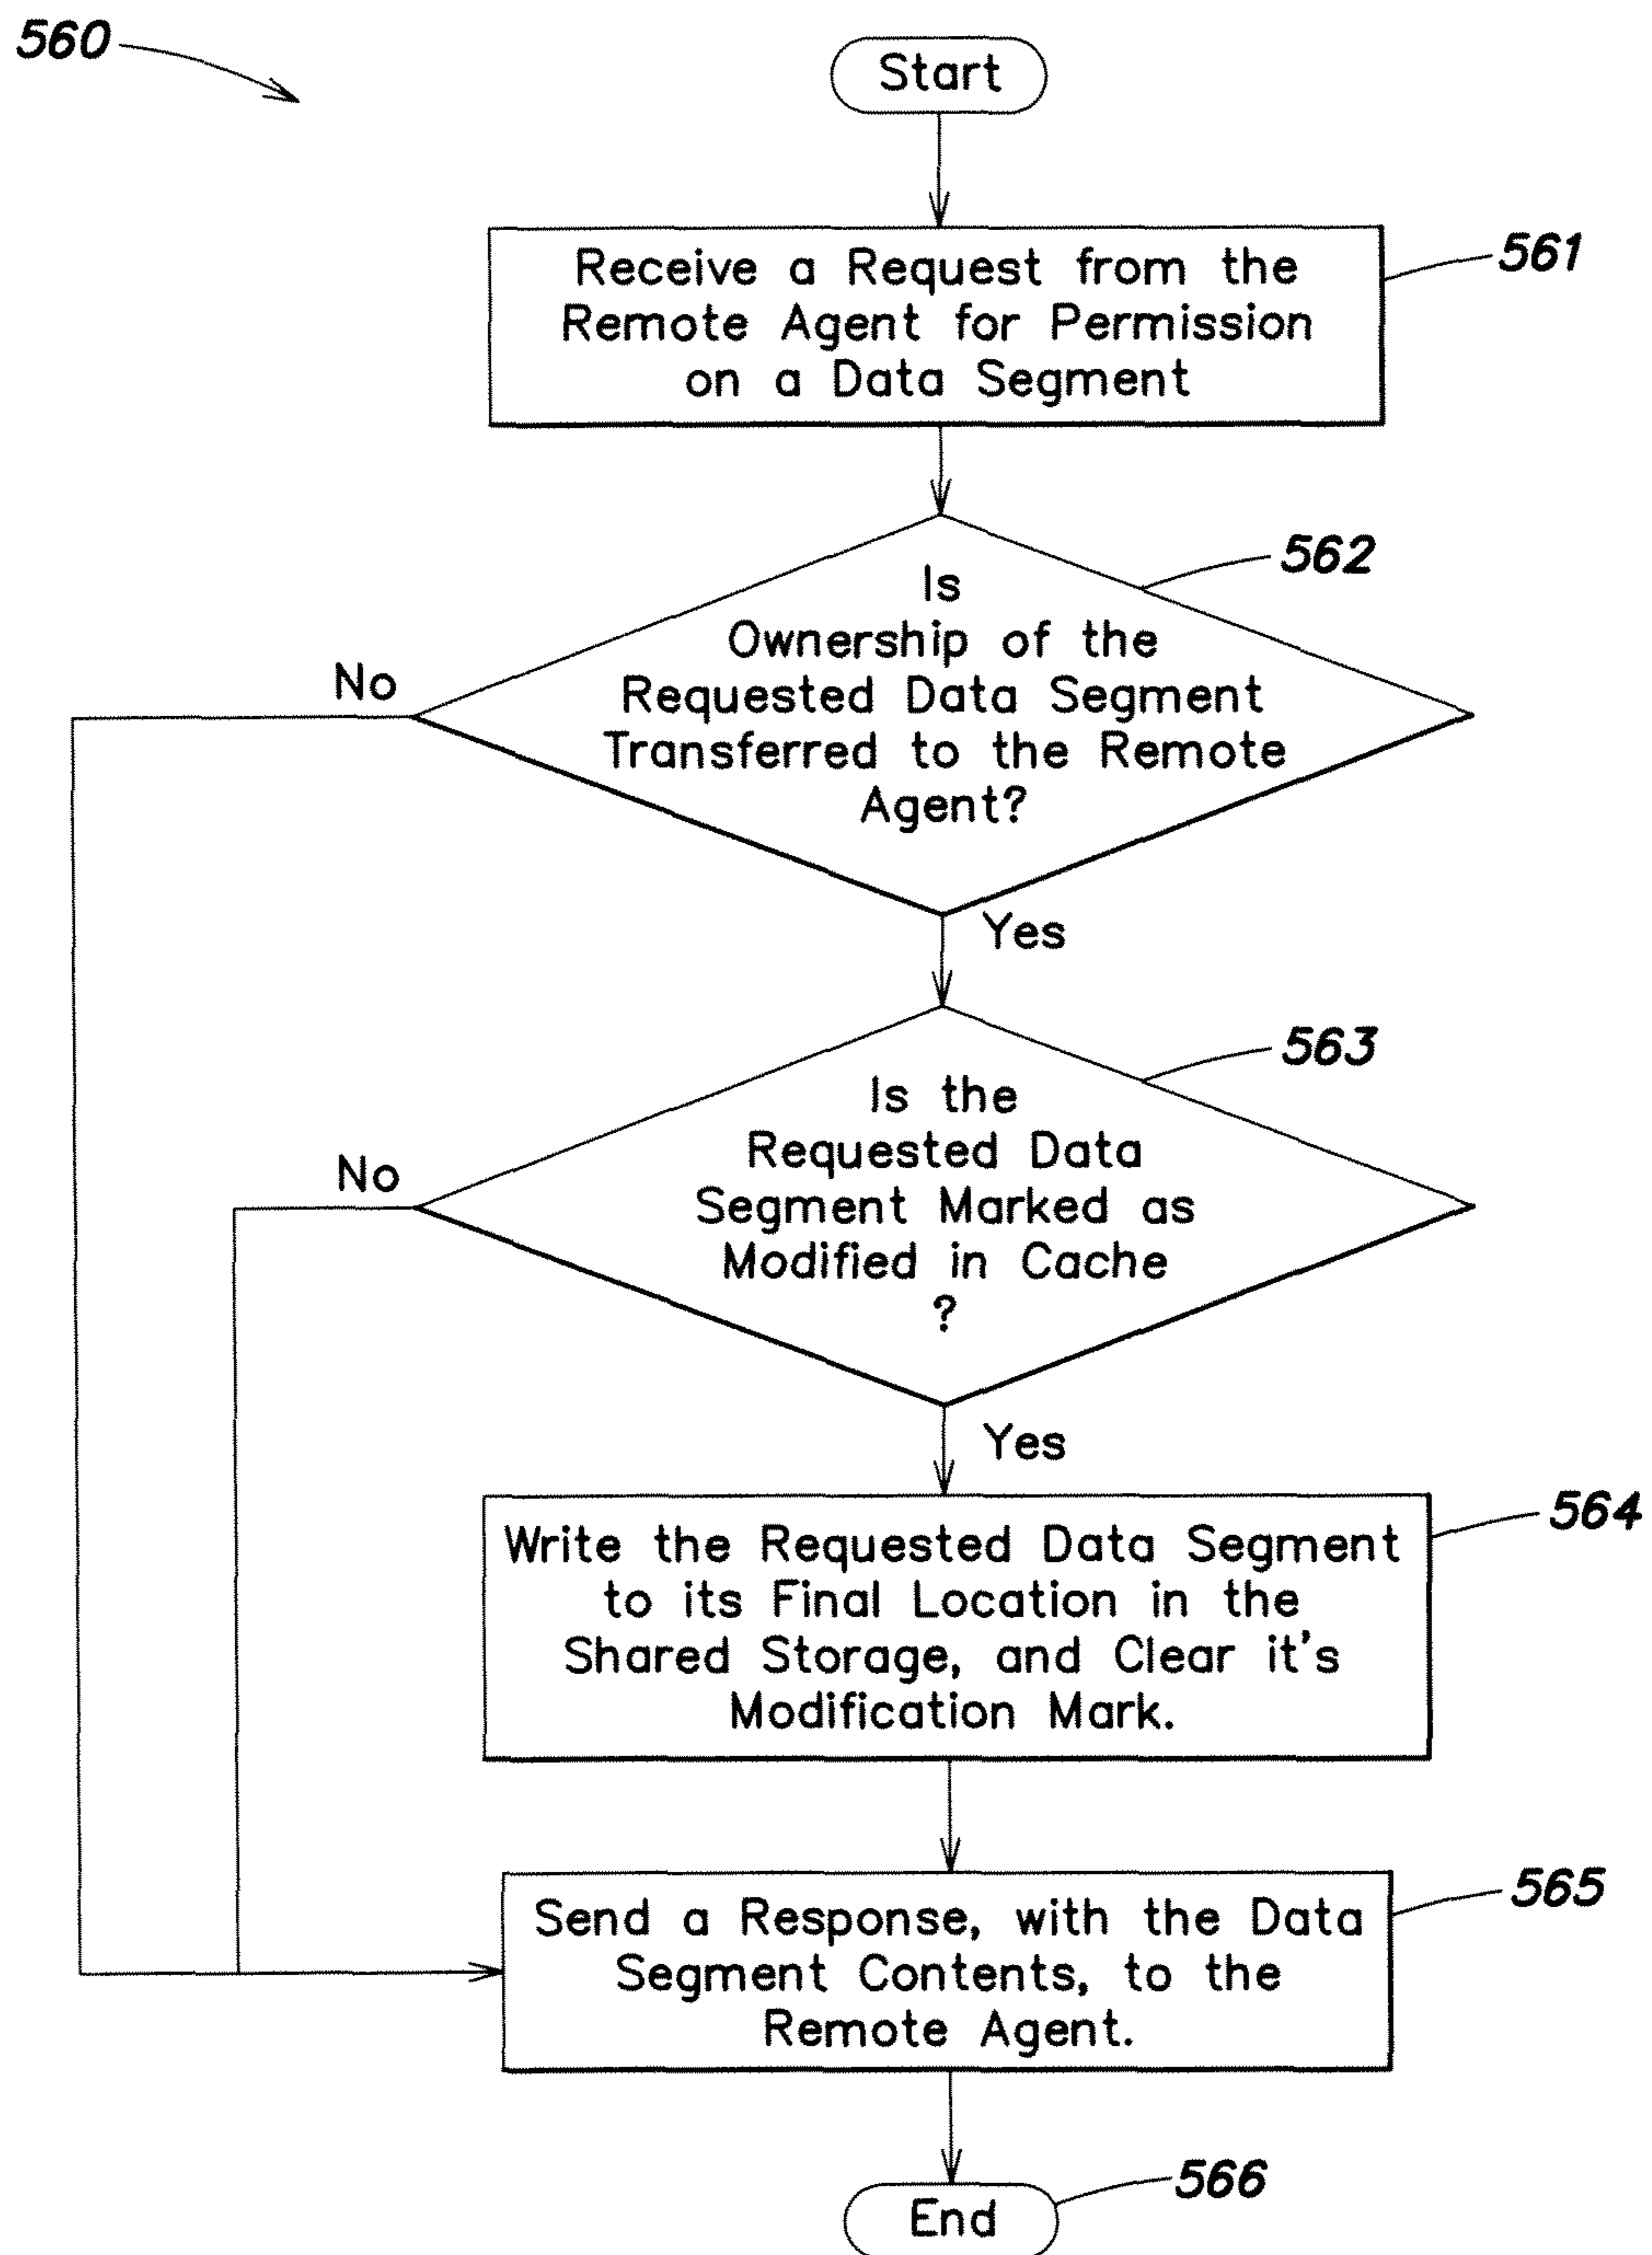 560
Start
Receive a Request from the
Remote Agent for Permission
on a Data Segment
561
Is
Ownership of the
Requested Data Segment
Transferred to the Remote
Agent?
562
No
Yes
Is the
Requested Data
Segment Marked as
Modified in Cache
?
563
No
Yes
Write the Requested Data Segment
to its Final Location in the
Shared Storage, and Clear it's
Modification Mark.
564
Send a Response, with the Data
Segment Contents, to the
Remote Agent.
565
End
566